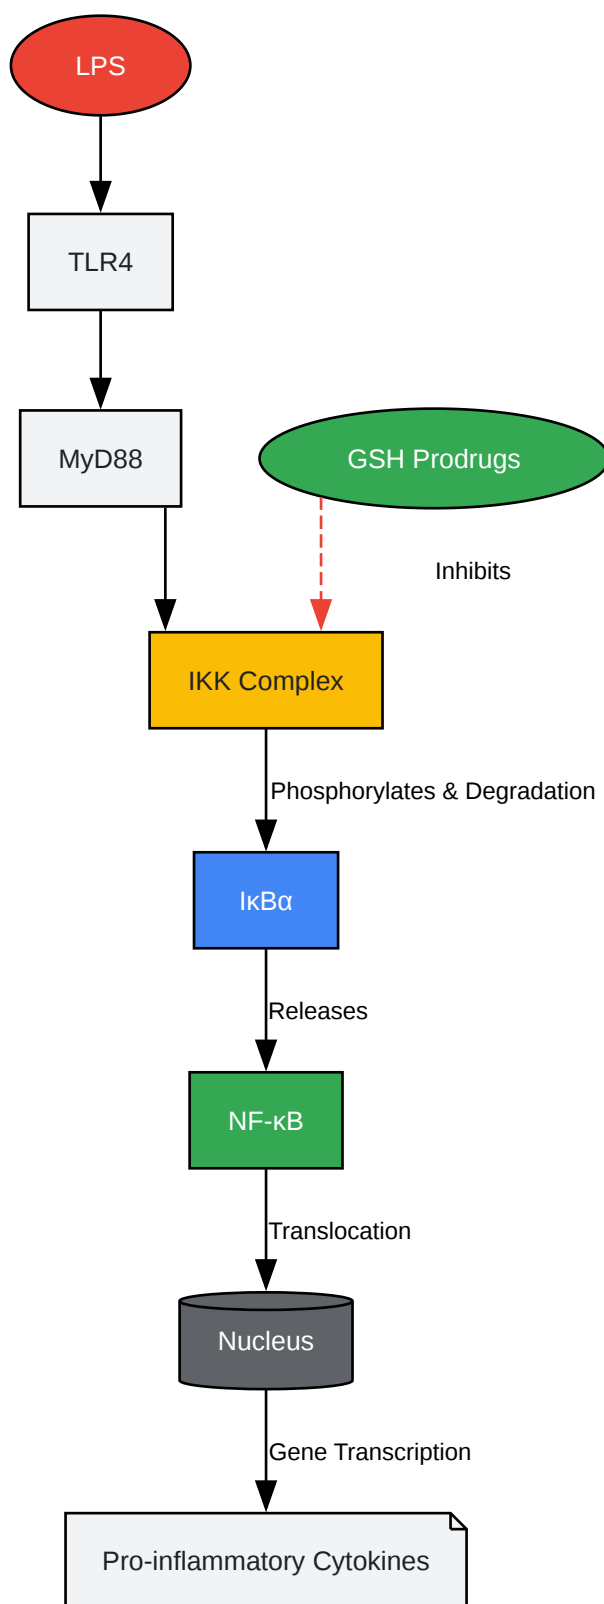 LPS
TLR4
MyD88
GSH Prodrugs
Inhibits
IKK Complex
Phosphorylates & Degradation
IκBα
Releases
NF-κB
Translocation
Nucleus
Gene Transcription
Pro-inflammatory Cytokines